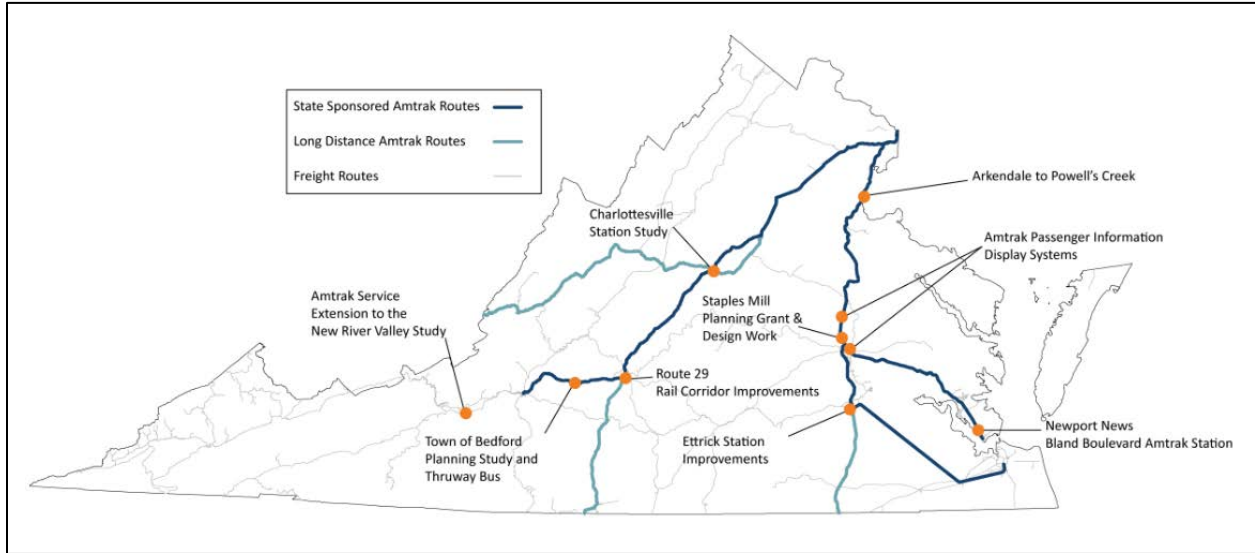 State Sponsored Amtrak Routes
Long Distance Amtrak Routes
Freight Routes
Arkendale to Powell's Creek
Charlottesville
Station Study
Amtrak Passenger Information
Display Systems
Amtrak Service
Extension to the
New River Valley Study
Staples Mill
Planning Grant &
Design Work
Route 29
Rail Corridor Improvements
Town of Bedford
Planning Study and
Thruway Bus
Ettrick Station
Improvements
Newport News
Bland Boulevard Amtrak Station